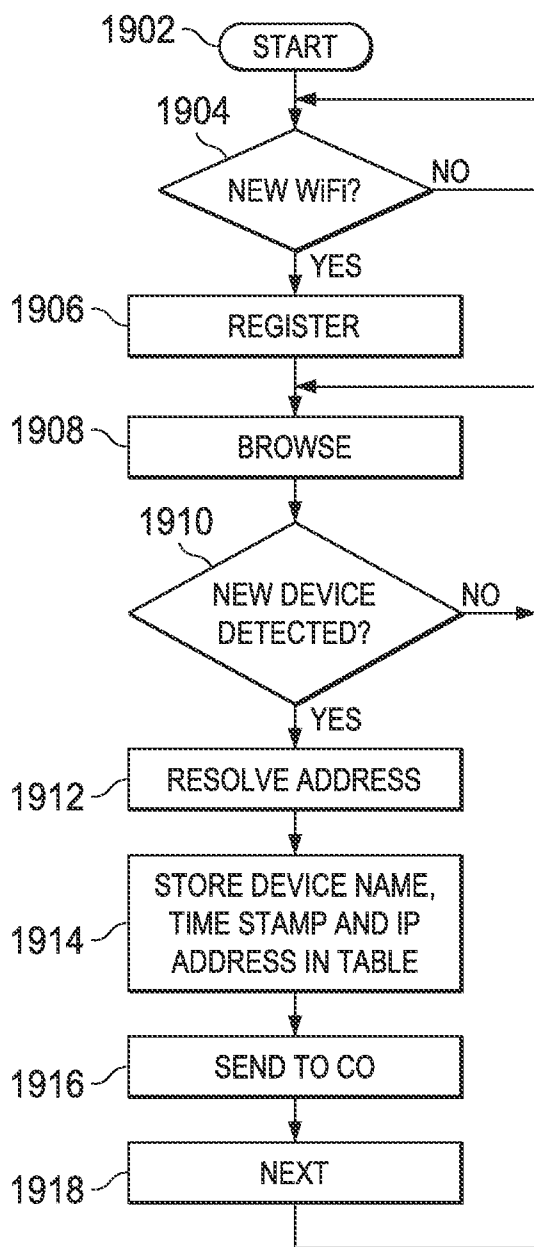 1902
START
1904
NEW WiFi?
NO
YES
1906
REGISTER
1908
BROWSE
1910
NEW DEVICE
DETECTED?
NO
YES
1912
RESOLVE ADDRESS
1914
STORE DEVICE NAME,
TIME STAMP AND IP
ADDRESS IN TABLE
1916
SEND TO CO
1918
NEXT